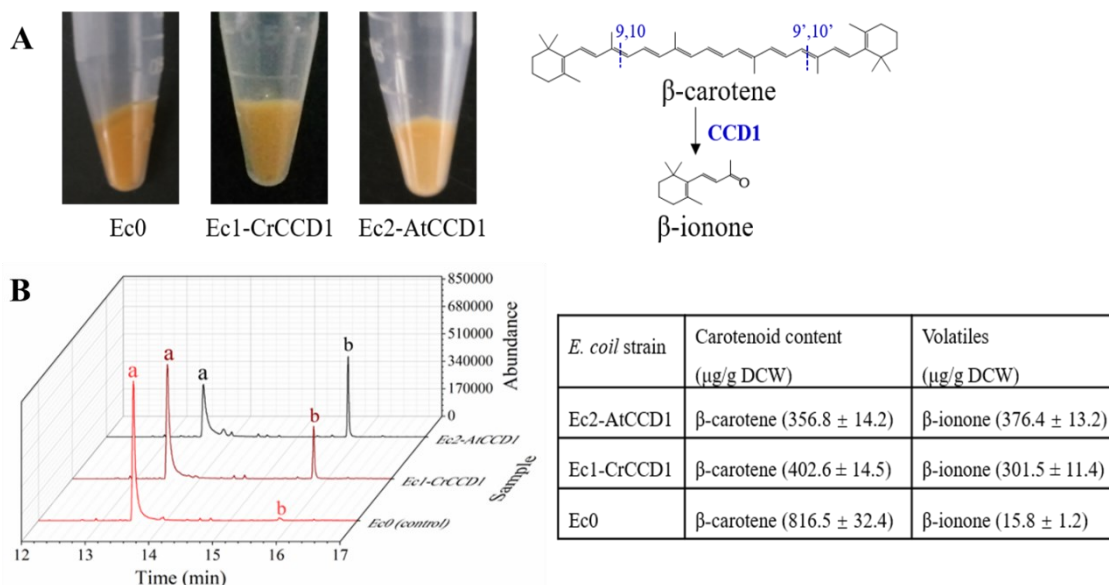 A
Ec0
Ec1-CrCCD1
Ec2-AtCCD1
9,10
9’,10’
β-carotene
CCD1
O
β-ionone
B
850000
680000
510000
340000
170000
0
Abundance
a
a
a
b
b
b
Ec2-AtCCD1
Ec1-CrCCD1
Ec0 (control)
Sample
12
13
14
15
16
17
Time (min)
E. coli strain
Carotenoid content
(μg/g DCW)
Volatiles
(μg/g DCW)
Ec2-AtCCD1
β-carotene (356.8 ± 14.2)
β-ionone (376.4 ± 13.2)
Ec1-CrCCD1
β-carotene (402.6 ± 14.5)
β-ionone (301.5 ± 11.4)
Ec0
β-carotene (816.5 ± 32.4)
β-ionone (15.8 ± 1.2)